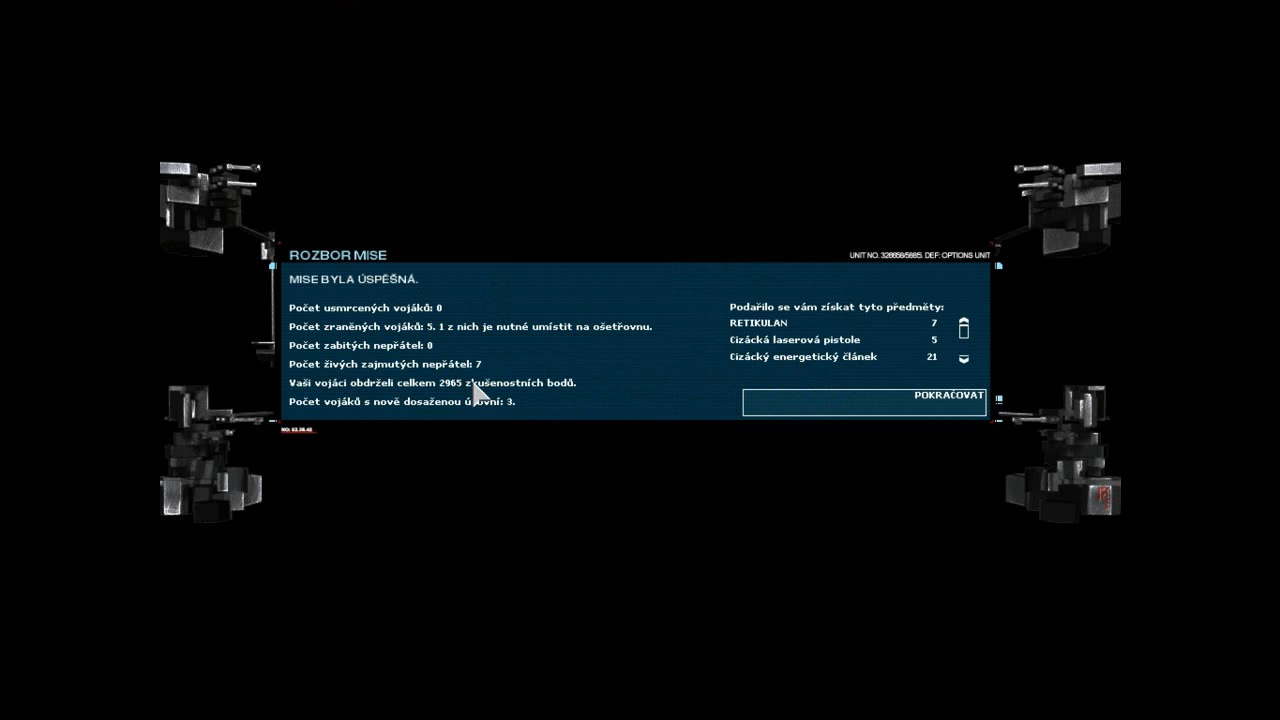 ROZBOR MISE
UNIT NO. 326658/5885. DEF: OPTIONS UNIT
MISE BYLA ÚSPĚŠNÁ.
Počet usmrcených vojáků: 0
Počet zraněných vojáků: 5. 1 z nich je nutné umístit na ošetřovnu.
Počet zabitých nepřátel: 0
Počet živých zajmutých nepřátel: 7
Vaši vojáci obdrželi celkem 2965 zkušenostních bodů.
Počet vojáků s nově dosaženou úrovní: 3.
Podařilo se vám získat tyto předměty:
RETIKULAN 7
Cizácká laserová pistole 5
Cizácký energetický článek 21
POKRAČOVAT